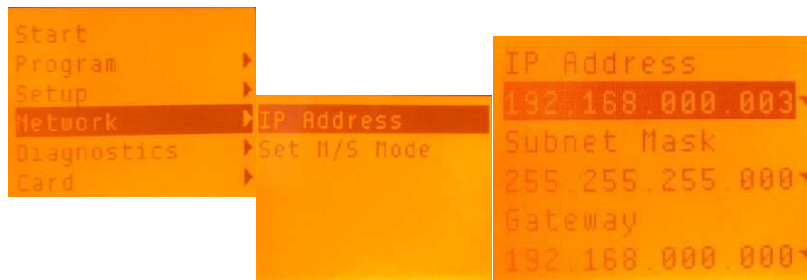 Start
Program
Setup
Network
Diagnostics
Card
IP Address
Set M/S Mode
IP Address
192.168.000.003
Subnet Mask
255.255.255.000
Gateway
192.168.000.000